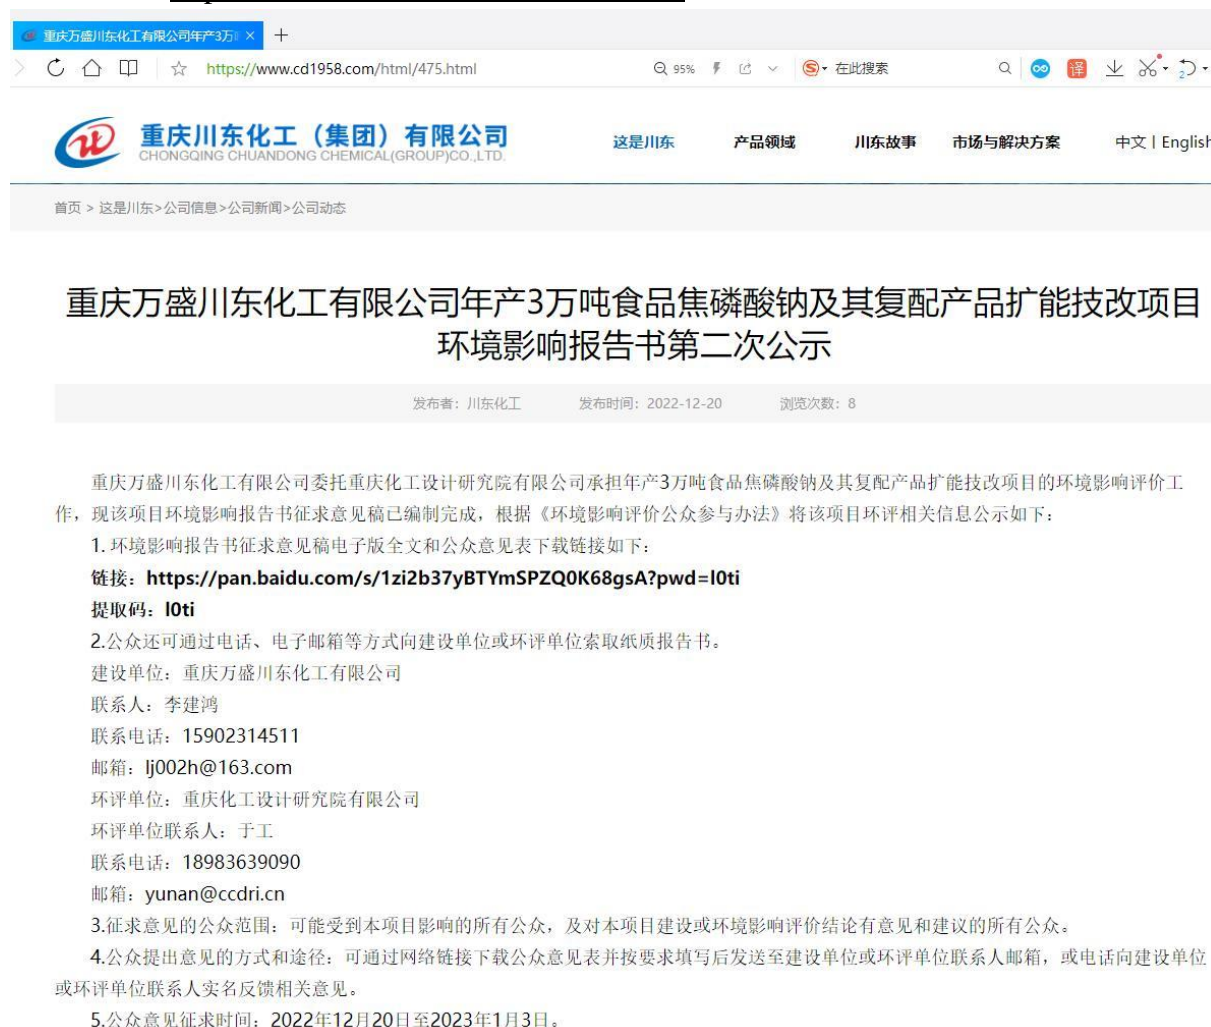 重庆万盛川东化工有限公司年产3万
https://www.cd1958.com/html/475.html
95%
在此搜索
译
重庆川东化工（集团）有限公司
CHONGQING CHUANDONG CHEMICAL(GROUP)CO.,LTD.
这是川东 产品领域 川东故事 市场与解决方案 中文 | English
首页 > 这是川东>公司信息>公司新闻>公司动态
重庆万盛川东化工有限公司年产3万吨食品焦磷酸钠及其复配产品扩能技改项目
环境影响报告书第二次公示
发布者：川东化工 发布时间：2022-12-20 浏览次数：8
重庆万盛川东化工有限公司委托重庆化工设计研究院有限公司承担年产3万吨食品焦磷酸钠及其复配产品扩能技改项目的环境影响评价工
作，现该项目环境影响报告书征求意见稿已编制完成，根据《环境影响评价公众参与办法》将该项目环评相关信息公示如下：
1. 环境影响报告书征求意见稿电子版全文和公众意见表下载链接如下：
链接：https://pan.baidu.com/s/1zi2b37yBTYmSPZQ0K68gsA?pwd=l0ti
提取码：l0ti
2.公众还可通过电话、电子邮箱等方式向建设单位或环评单位索取纸质报告书。
建设单位：重庆万盛川东化工有限公司
联系人：李建鸿
联系电话：15902314511
邮箱：lj002h@163.com
环评单位：重庆化工设计研究院有限公司
环评单位联系人：于工
联系电话：18983639090
邮箱：yunan@ccdri.cn
3.征求意见的公众范围：可能受到本项目影响的所有公众，及对本项目建设或环境影响评价结论有意见和建议的所有公众。
4.公众提出意见的方式和途径：可通过网络链接下载公众意见表并按要求填写后发送至建设单位或环评单位联系人邮箱，或电话向建设单位
或环评单位联系人实名反馈相关意见。
5.公众意见征求时间：2022年12月20日至2023年1月3日。